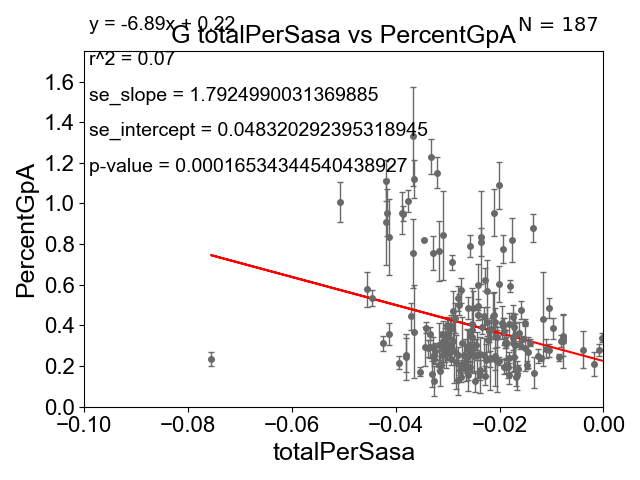 y = -6.89x + 0.22
G totalPerSasa vs PercentGpA
N = 187
r^2 = 0.07
se_slope = 1.7924990031369885
se_intercept = 0.048320292395318945
p-value = 0.00016534344540438927
PercentGpA
1.6
1.4
1.2
1.0
0.8
0.6
0.4
0.2
0.0
−0.10
−0.08
−0.06
−0.04
−0.02
0.00
totalPerSasa